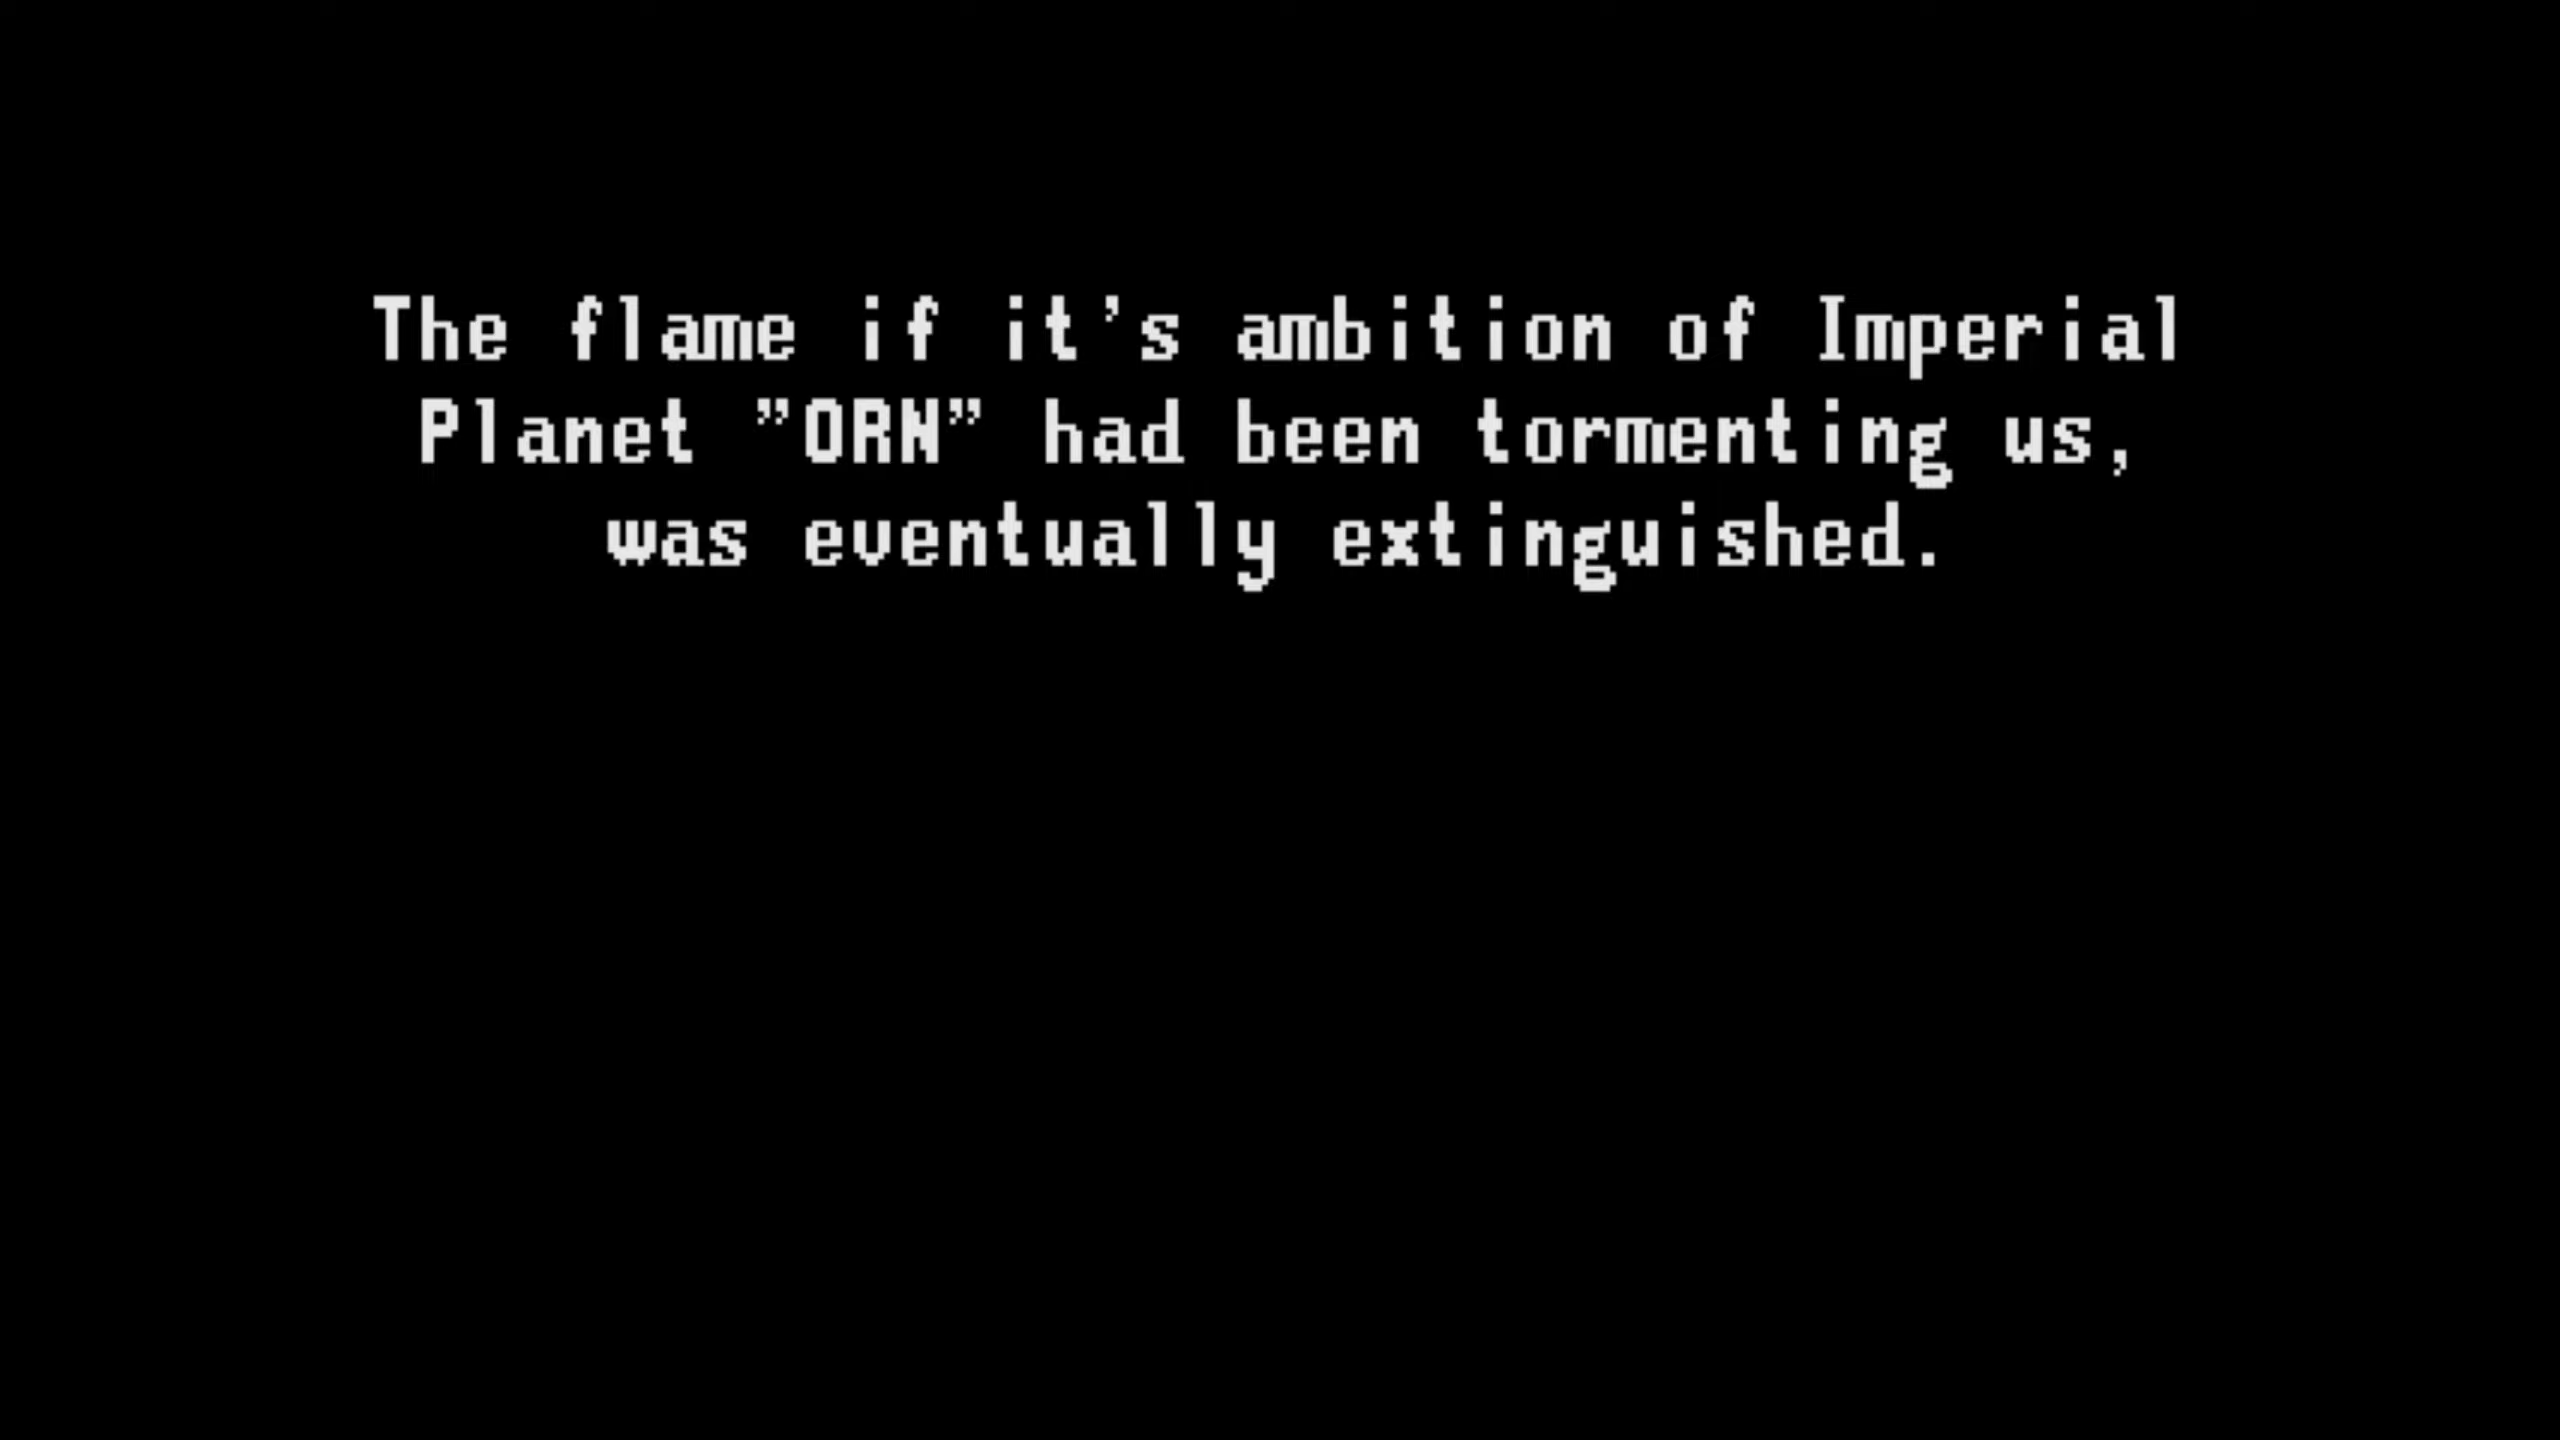 The flame if it's ambition of Imperial
Planet "ORN" had been tormenting us,
was eventually extinguished.